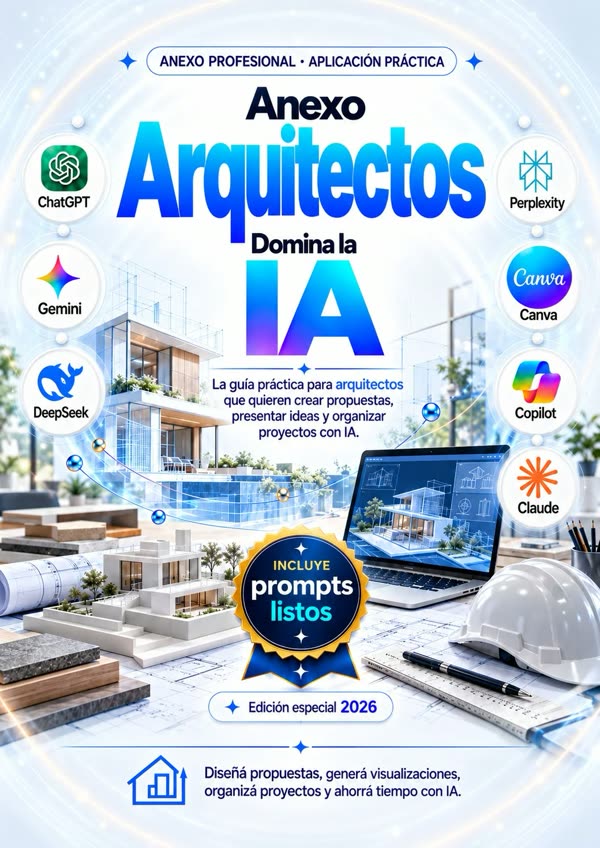 ANEXO PROFESIONAL • APLICACIÓN PRÁCTICA
Anexo
Arquitectos
Domina la
IA
La guía práctica para arquitectos
que quieren crear propuestas,
presentar ideas y organizar
proyectos con IA.
ChatGPT
Gemini
DeepSeek
Perplexity
Canva
Canva
Copilot
Claude
INCLUYE
prompts
listos
Edición especial 2026
Diseñá propuestas, generá visualizaciones,
organizá proyectos y ahorrá tiempo con IA.